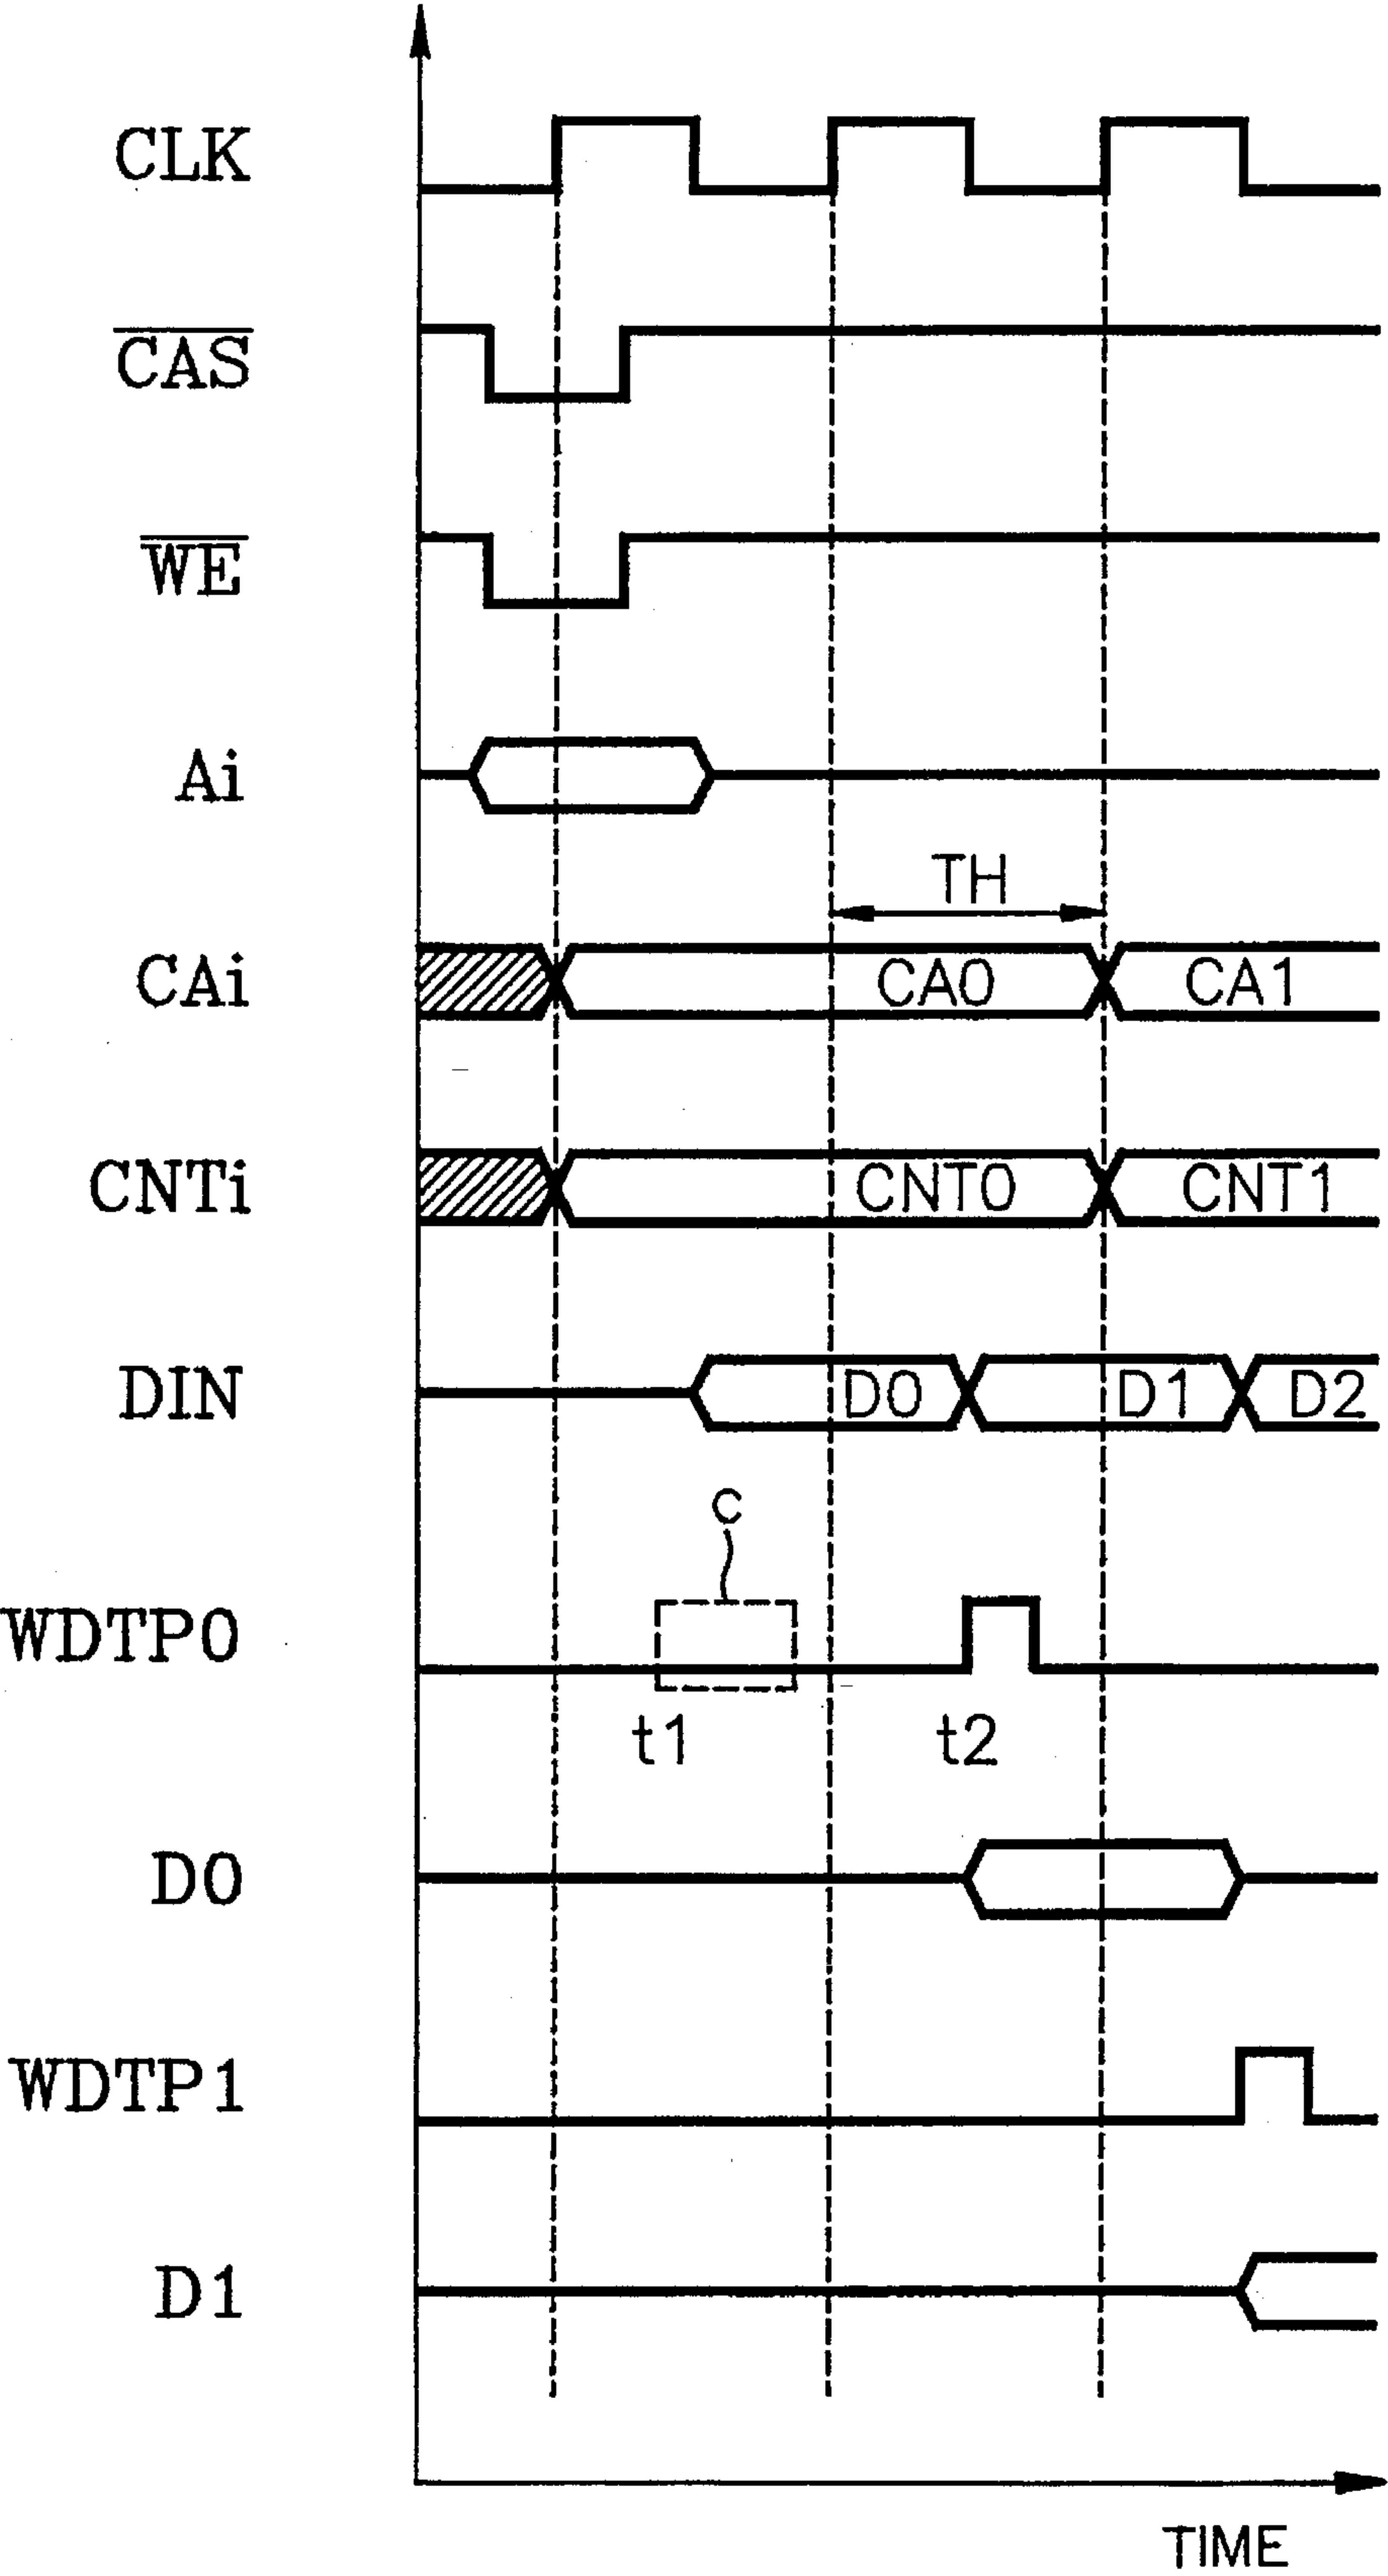 CLK
CAS
WE
Ai
TH
CAi CA0 CA1
CNTi CNT0 CNT1
DIN D0 D1 D2
C
WDTP0
t1 t2
D0
WDTP1
D1
TIME